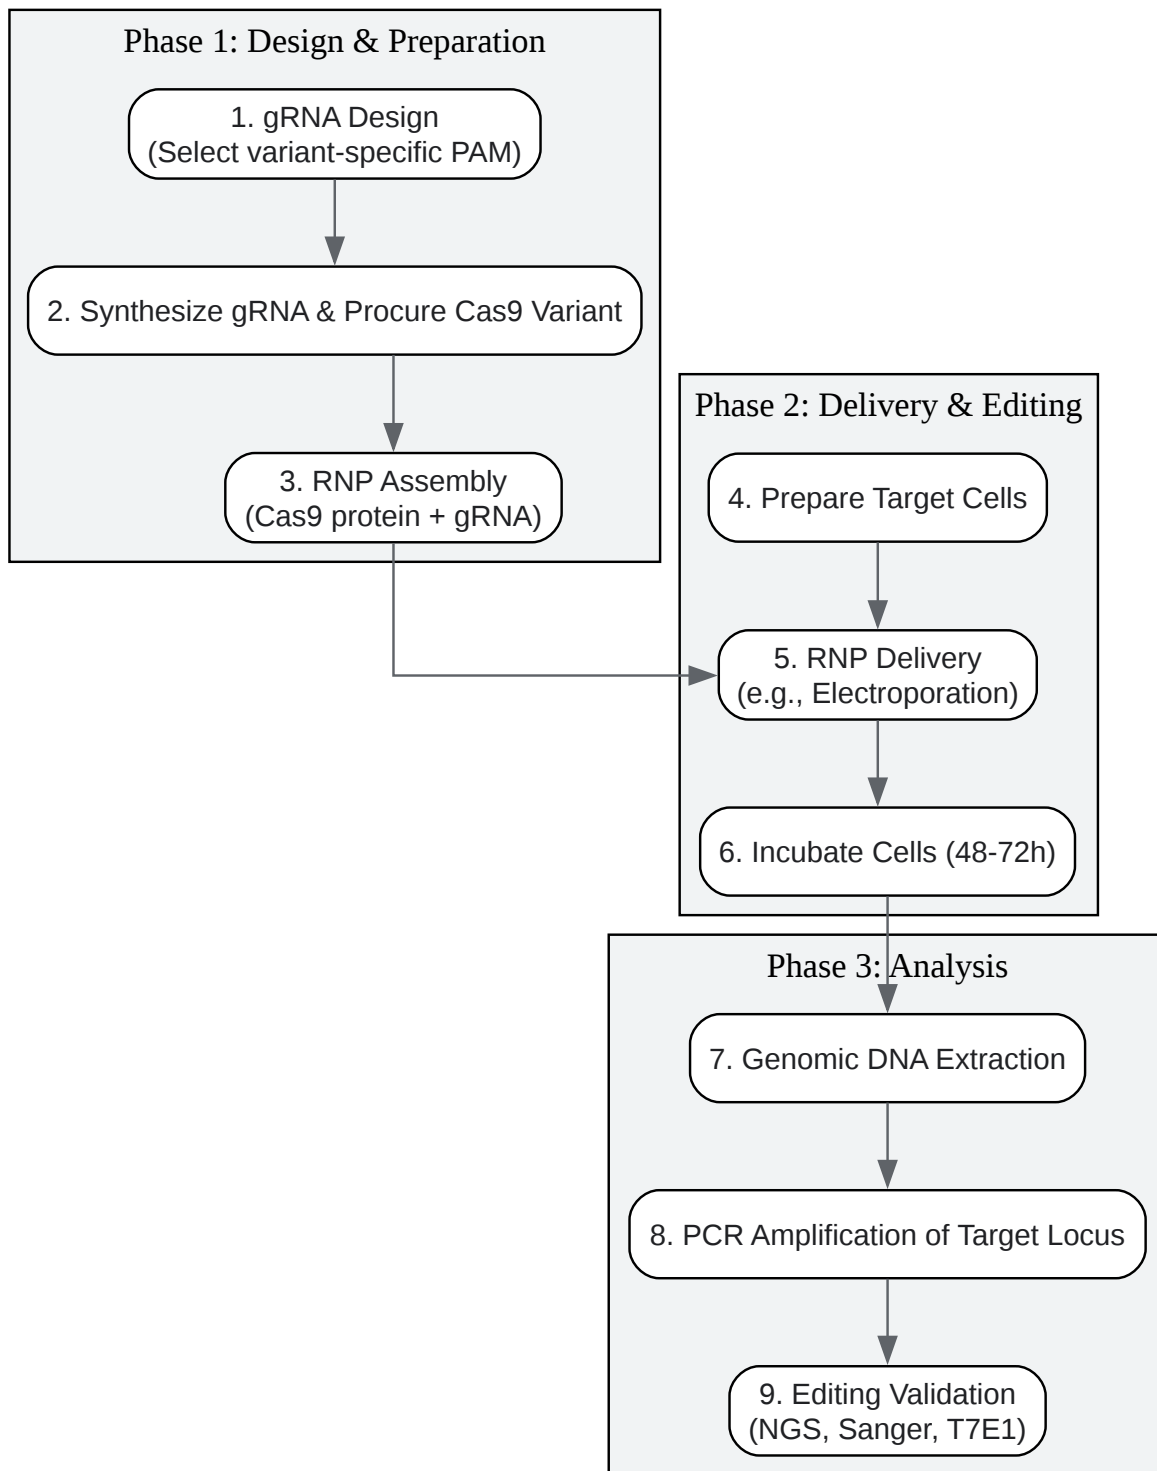 Phase 1: Design & Preparation
1. gRNA Design
(Select variant-specific PAM)
2. Synthesize gRNA & Procure Cas9 Variant
3. RNP Assembly
(Cas9 protein + gRNA)
Phase 2: Delivery & Editing
4. Prepare Target Cells
5. RNP Delivery
(e.g., Electroporation)
6. Incubate Cells (48-72h)
Phase 3: Analysis
7. Genomic DNA Extraction
8. PCR Amplification of Target Locus
9. Editing Validation
(NGS, Sanger, T7E1)